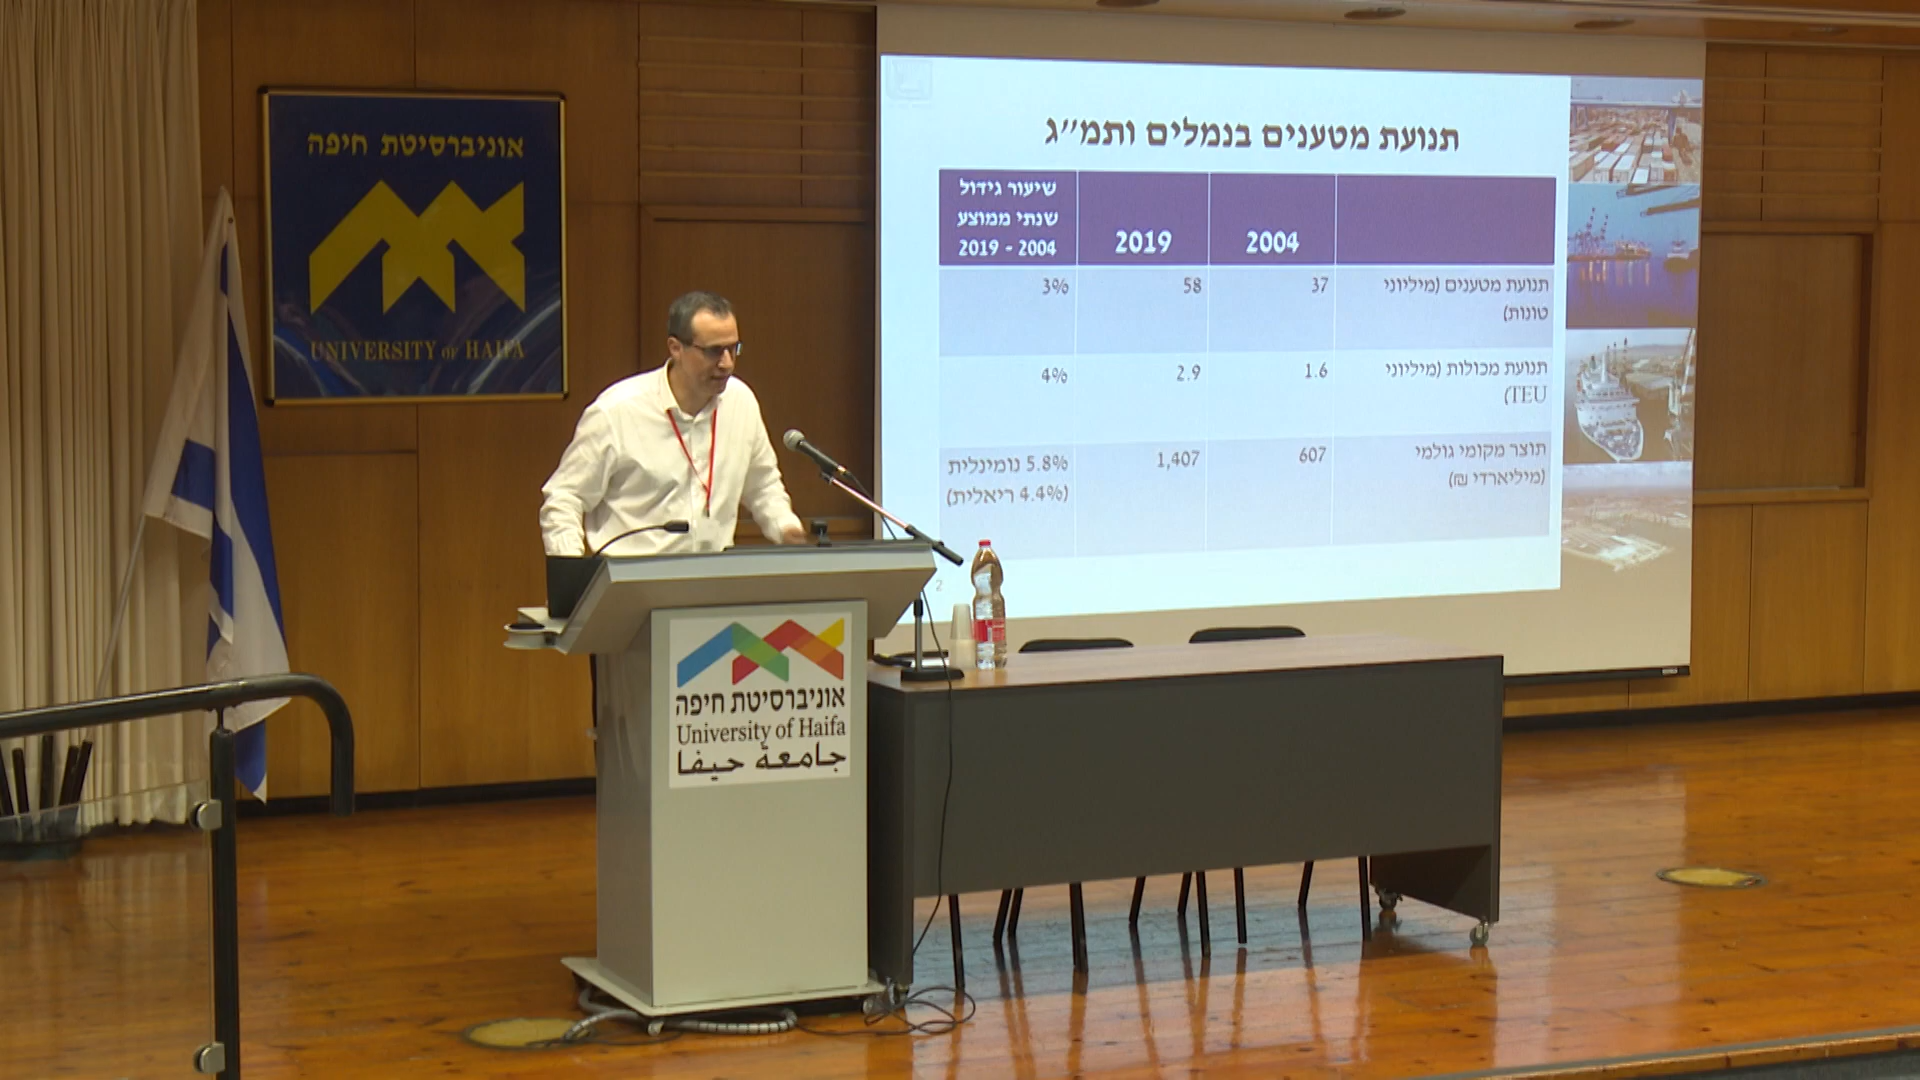 אוניברסיטת חיפה
UNIVERSITY OF HAIFA
תנועת מטענים בנמלים ותמ״ג
2004
2019
שיעור גידול
שנתי ממוצע
2004 - 2019
תנועת מטענים (מיליוני
טונות)
37
58
3%
תנועת מכולות (מיליוני
TEU)
1.6
2.9
4%
תוצר מקומי גולמי
(מיליארדי ₪)
607
1,407
5.8% נומינלית
(4.4% ריאלית)
2
אוניברסיטת חיפה
University of Haifa
جامعة حيفا